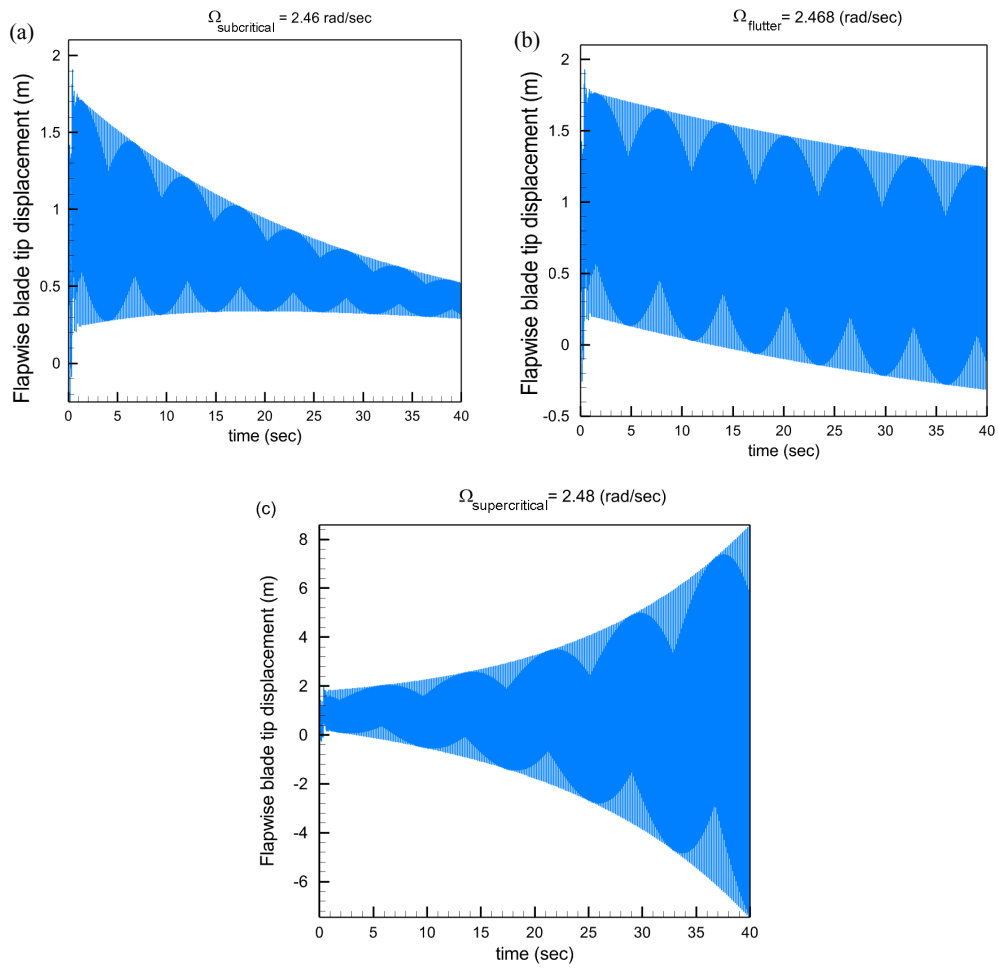 (a)
Ω_subcritical = 2.46 rad/sec
Flapwise blade tip displacement (m)
2
1.5
1
0.5
0
0 5 10 15 20 25 30 35 40
time (sec)
(b)
Ω_flutter = 2.468 (rad/sec)
Flapwise blade tip displacement (m)
2
1.5
1
0.5
0
-0.5
0 5 10 15 20 25 30 35 40
time (sec)
(c)
Ω_supercritical = 2.48 (rad/sec)
Flapwise blade tip displacement (m)
8
6
4
2
0
-2
-4
-6
0 5 10 15 20 25 30 35 40
time (sec)